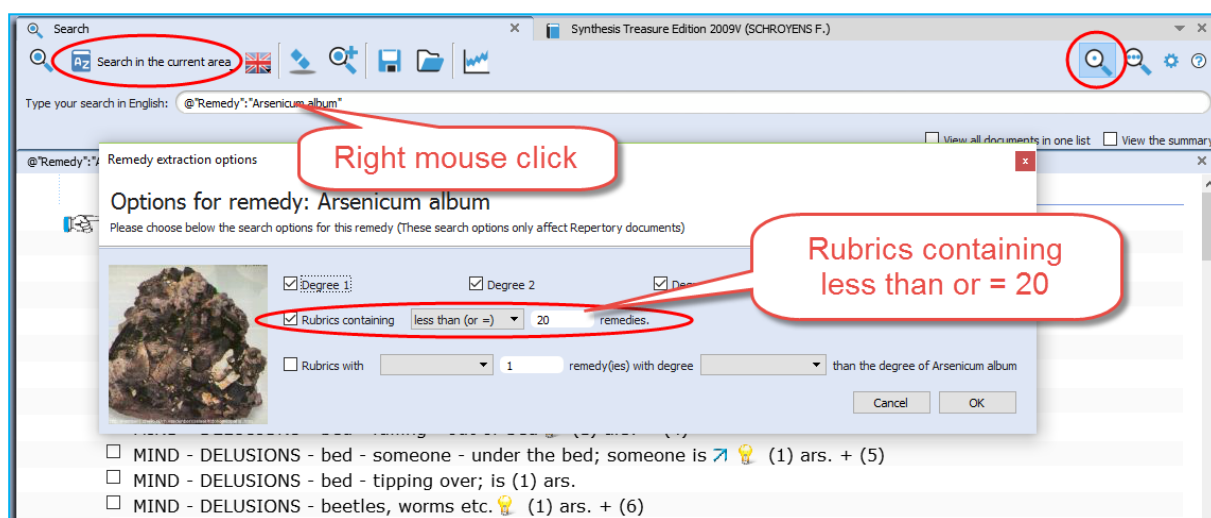 Search
Synthesis Treasure Edition 2009V (SCHROYENS F.)
AZ Search in the current area
Type your search in English: @"Remedy":"Arsenicum album"
Right mouse click
View all documents in one list View the summary
@"Remedy":"A
Remedy extraction options
Options for remedy: Arsenicum album
Please choose below the search options for this remedy (These search options only affect Repertory documents)
Rubrics containing
less than or = 20
Degree 1 Degree 2
Rubrics containing less than (or =) 20 remedies.
Rubrics with 1 remedy(ies) with degree than the degree of Arsenicum album
Cancel OK
MIND - DELUSIONS - bed - someone - under the bed; someone is (1) ars. + (5)
MIND - DELUSIONS - bed - tipping over; is (1) ars.
MIND - DELUSIONS - beetles, worms etc. (1) ars. + (6)